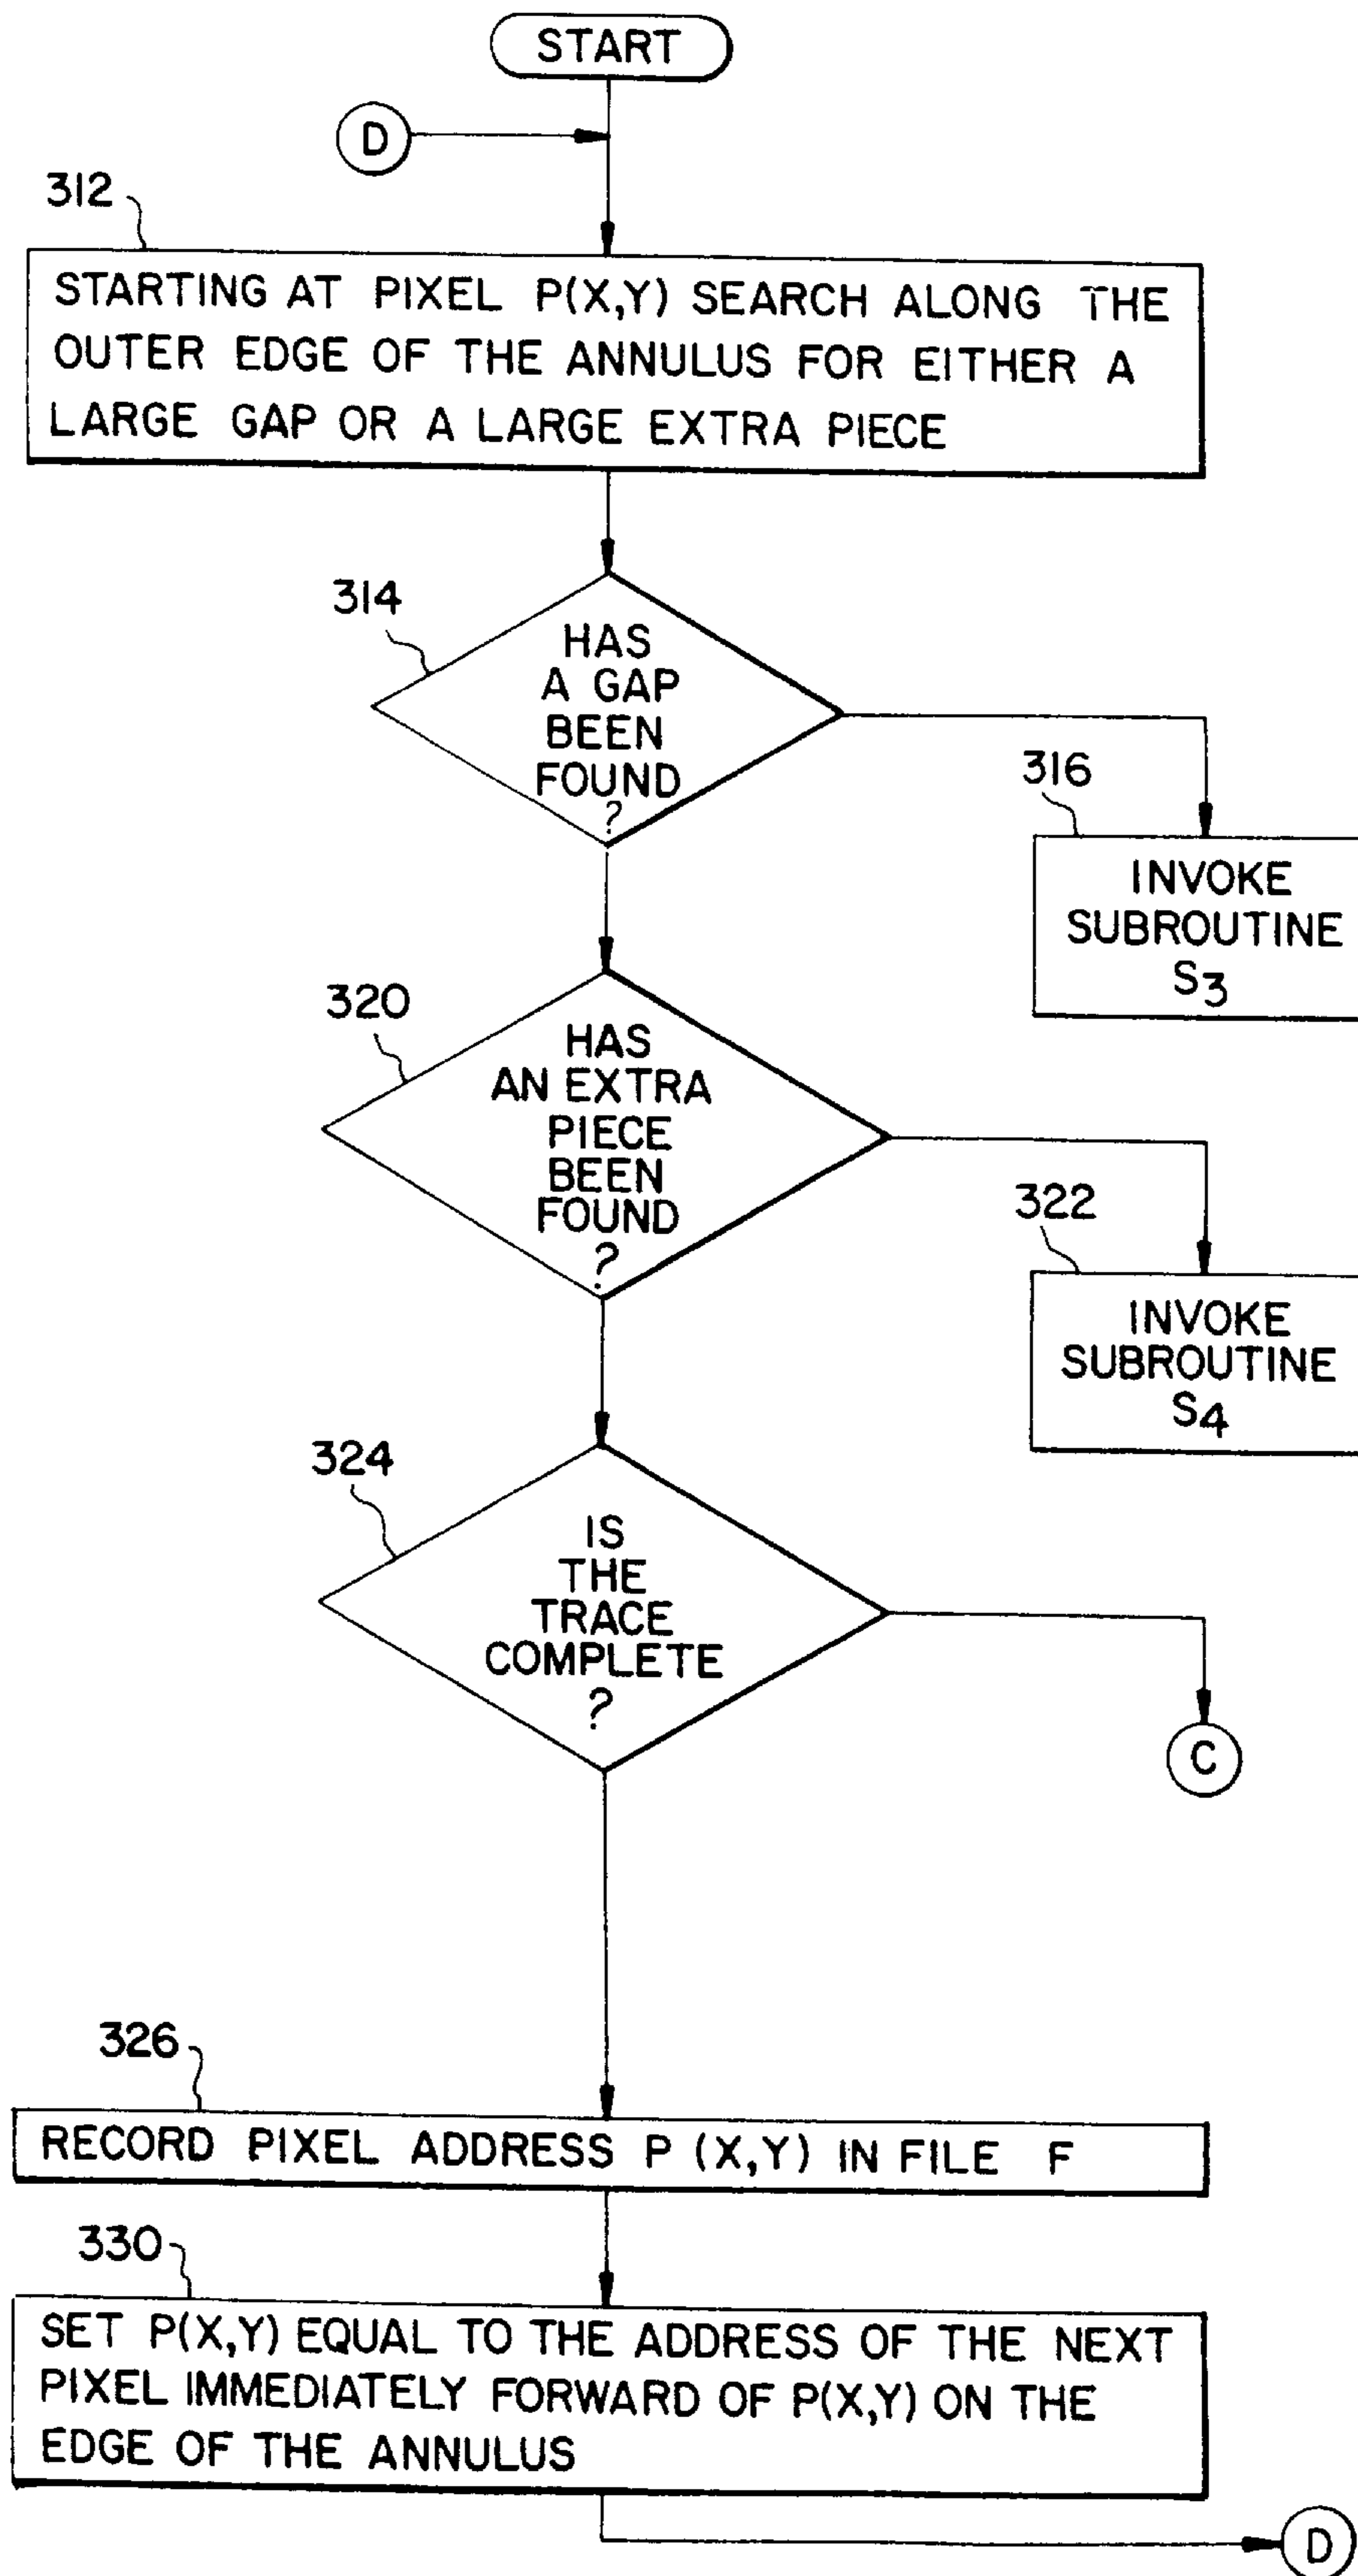 START
D
312
STARTING AT PIXEL P(X,Y) SEARCH ALONG THE
OUTER EDGE OF THE ANNULUS FOR EITHER A
LARGE GAP OR A LARGE EXTRA PIECE
314
HAS
A GAP
BEEN
FOUND
?
316
INVOKE
SUBROUTINE
S3
320
HAS
AN EXTRA
PIECE
BEEN
FOUND
?
322
INVOKE
SUBROUTINE
S4
324
IS
THE
TRACE
COMPLETE
?
C
326
RECORD PIXEL ADDRESS P (X,Y) IN FILE F
330
SET P(X,Y) EQUAL TO THE ADDRESS OF THE NEXT
PIXEL IMMEDIATELY FORWARD OF P(X,Y) ON THE
EDGE OF THE ANNULUS
D